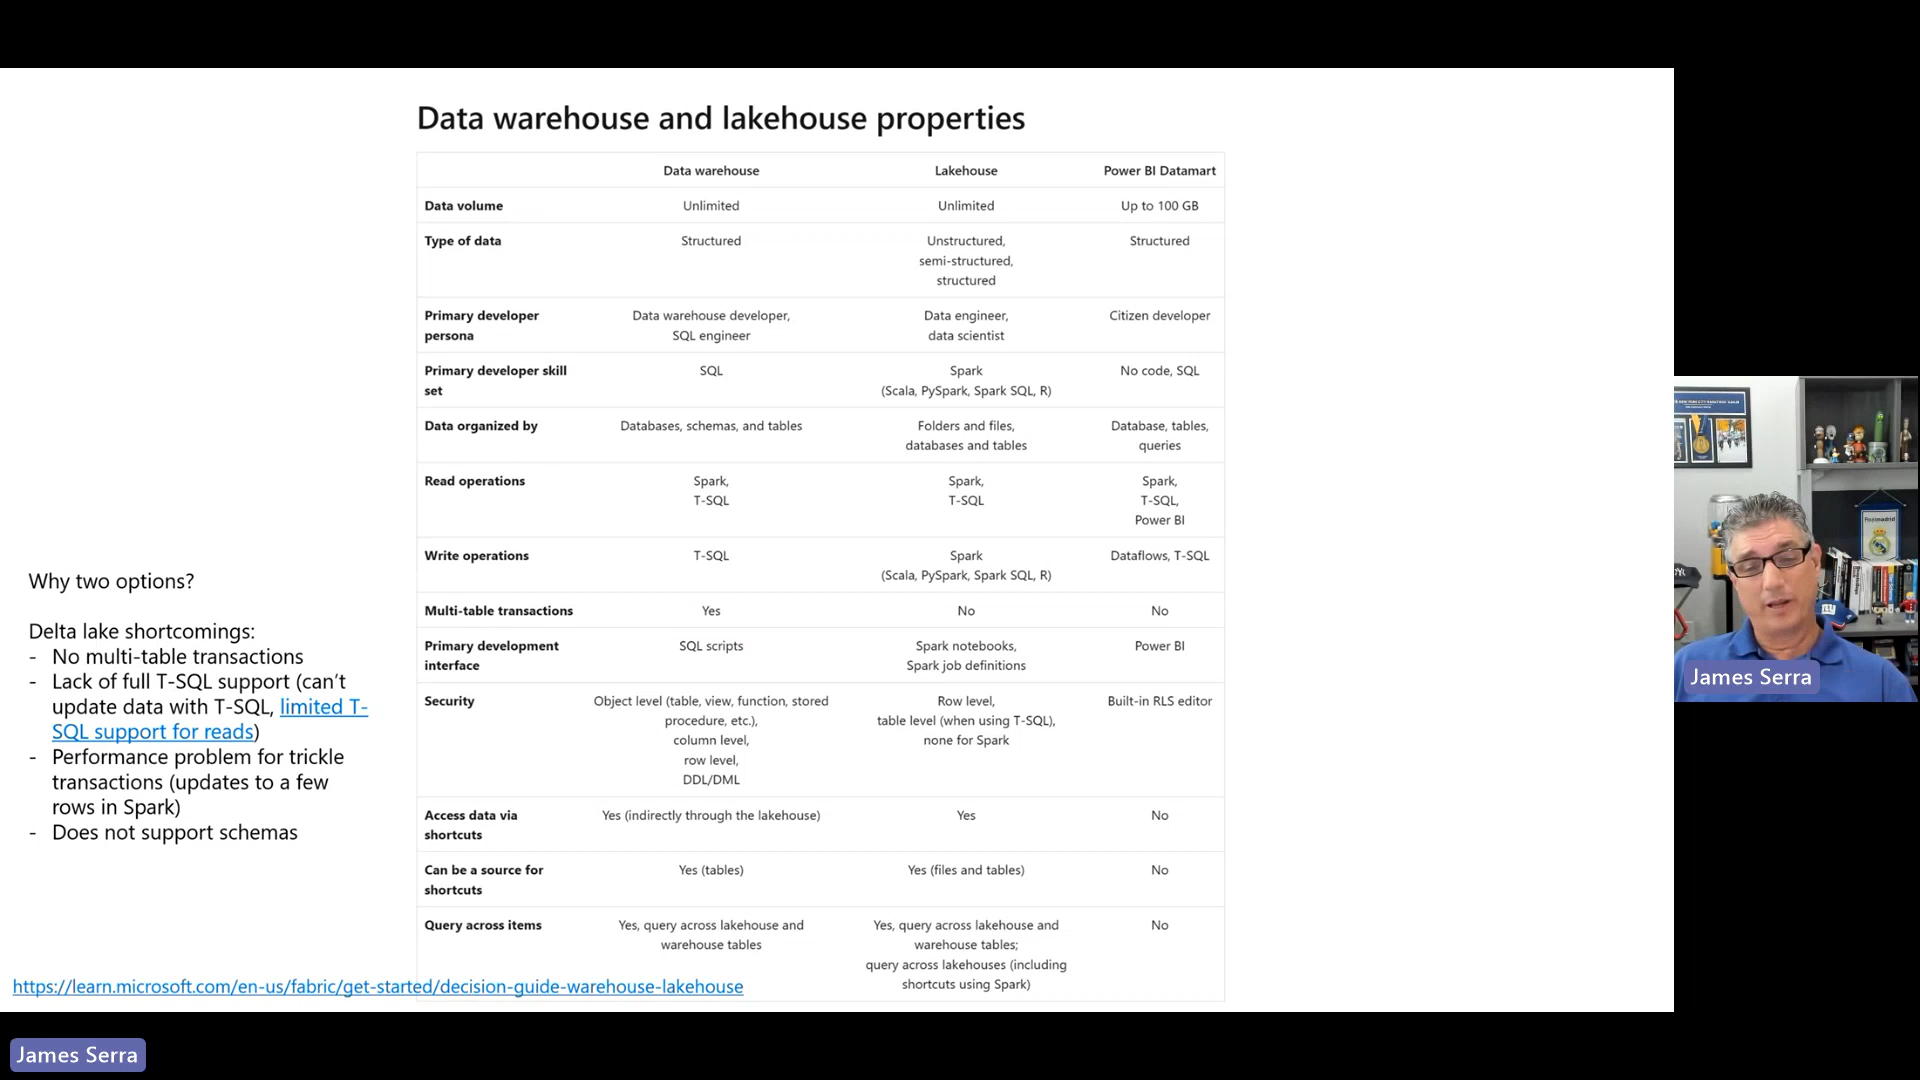 Data warehouse and lakehouse properties
Data warehouse Lakehouse Power BI Datamart
Data volume Unlimited Unlimited Up to 100 GB
Type of data Structured Unstructured, Structured
semi-structured,
structured
Primary developer Data warehouse developer, Data engineer, Citizen developer
persona SQL engineer data scientist
Primary developer skill SQL Spark No code, SQL
set (Scala, PySpark, Spark SQL, R)
Data organized by Databases, schemas, and tables Folders and files, Database, tables,
databases and tables queries
Read operations Spark, Spark, Spark,
T-SQL T-SQL T-SQL,
Power BI
Write operations T-SQL Spark Dataflows, T-SQL
(Scala, PySpark, Spark SQL, R)
Multi-table transactions Yes No No
Primary development SQL scripts Spark notebooks, Power BI
interface Spark job definitions
Security Object level (table, view, function, stored Row level, Built-in RLS editor
procedure, etc.), table level (when using T-SQL),
column level, none for Spark
row level,
DDL/DML
Access data via Yes (indirectly through the lakehouse) Yes No
shortcuts
Can be a source for Yes (tables) Yes (files and tables) No
shortcuts
Query across items Yes, query across lakehouse and Yes, query across lakehouse and No
warehouse tables warehouse tables;
query across lakehouses (including
shortcuts using Spark)
Why two options?
Delta lake shortcomings:
- No multi-table transactions
- Lack of full T-SQL support (can't
update data with T-SQL, limited T-
SQL support for reads)
- Performance problem for trickle
transactions (updates to a few
rows in Spark)
- Does not support schemas
https://learn.microsoft.com/en-us/fabric/get-started/decision-guide-warehouse-lakehouse
James Serra
James Serra